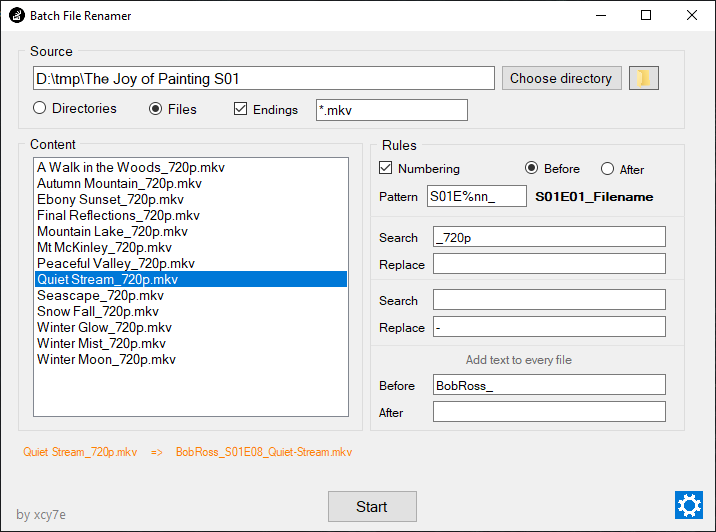 Batch File Renamer
Source
D:\tmp\The Joy of Painting S01
Choose directory
Directories
Files
Endings
*.mkv
Content
A Walk in the Woods_720p.mkv
Autumn Mountain_720p.mkv
Ebony Sunset_720p.mkv
Final Reflections_720p.mkv
Mountain Lake_720p.mkv
Mt McKinley_720p.mkv
Peaceful Valley_720p.mkv
Quiet Stream_720p.mkv
Seascape_720p.mkv
Snow Fall_720p.mkv
Winter Glow_720p.mkv
Winter Mist_720p.mkv
Winter Moon_720p.mkv
Rules
Numbering
Before
After
Pattern
S01E%nn_
S01E01_Filename
Search
_720p
Replace
Search
Replace
-
Add text to every file
Before
BobRoss_
After
Quiet Stream_720p.mkv => BobRoss_S01E08_Quiet-Stream.mkv
Start
by xcy7e